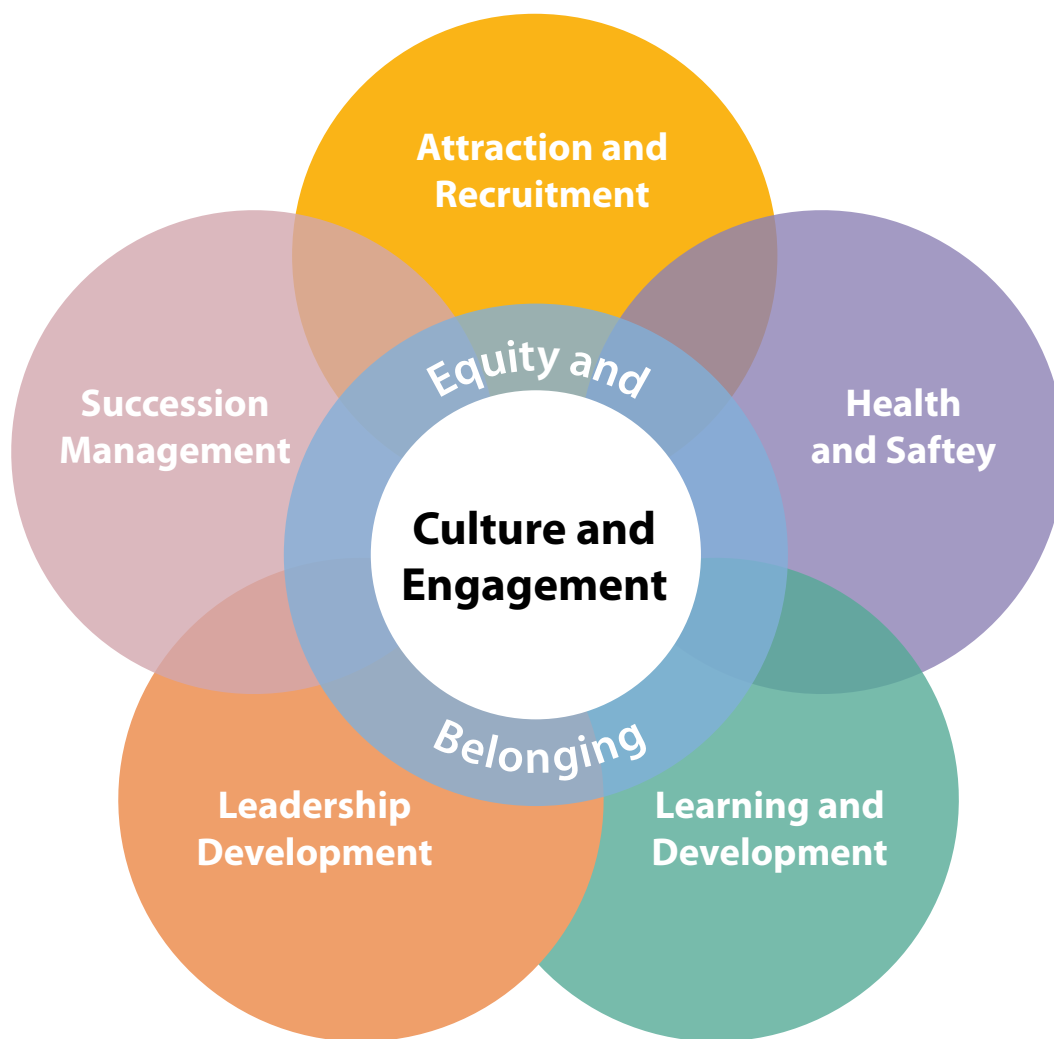 Attraction and
Recruitment
Succession
Management
Health
and Saftey
Equity and
Culture and
Engagement
Belonging
Leadership
Development
Learning and
Development